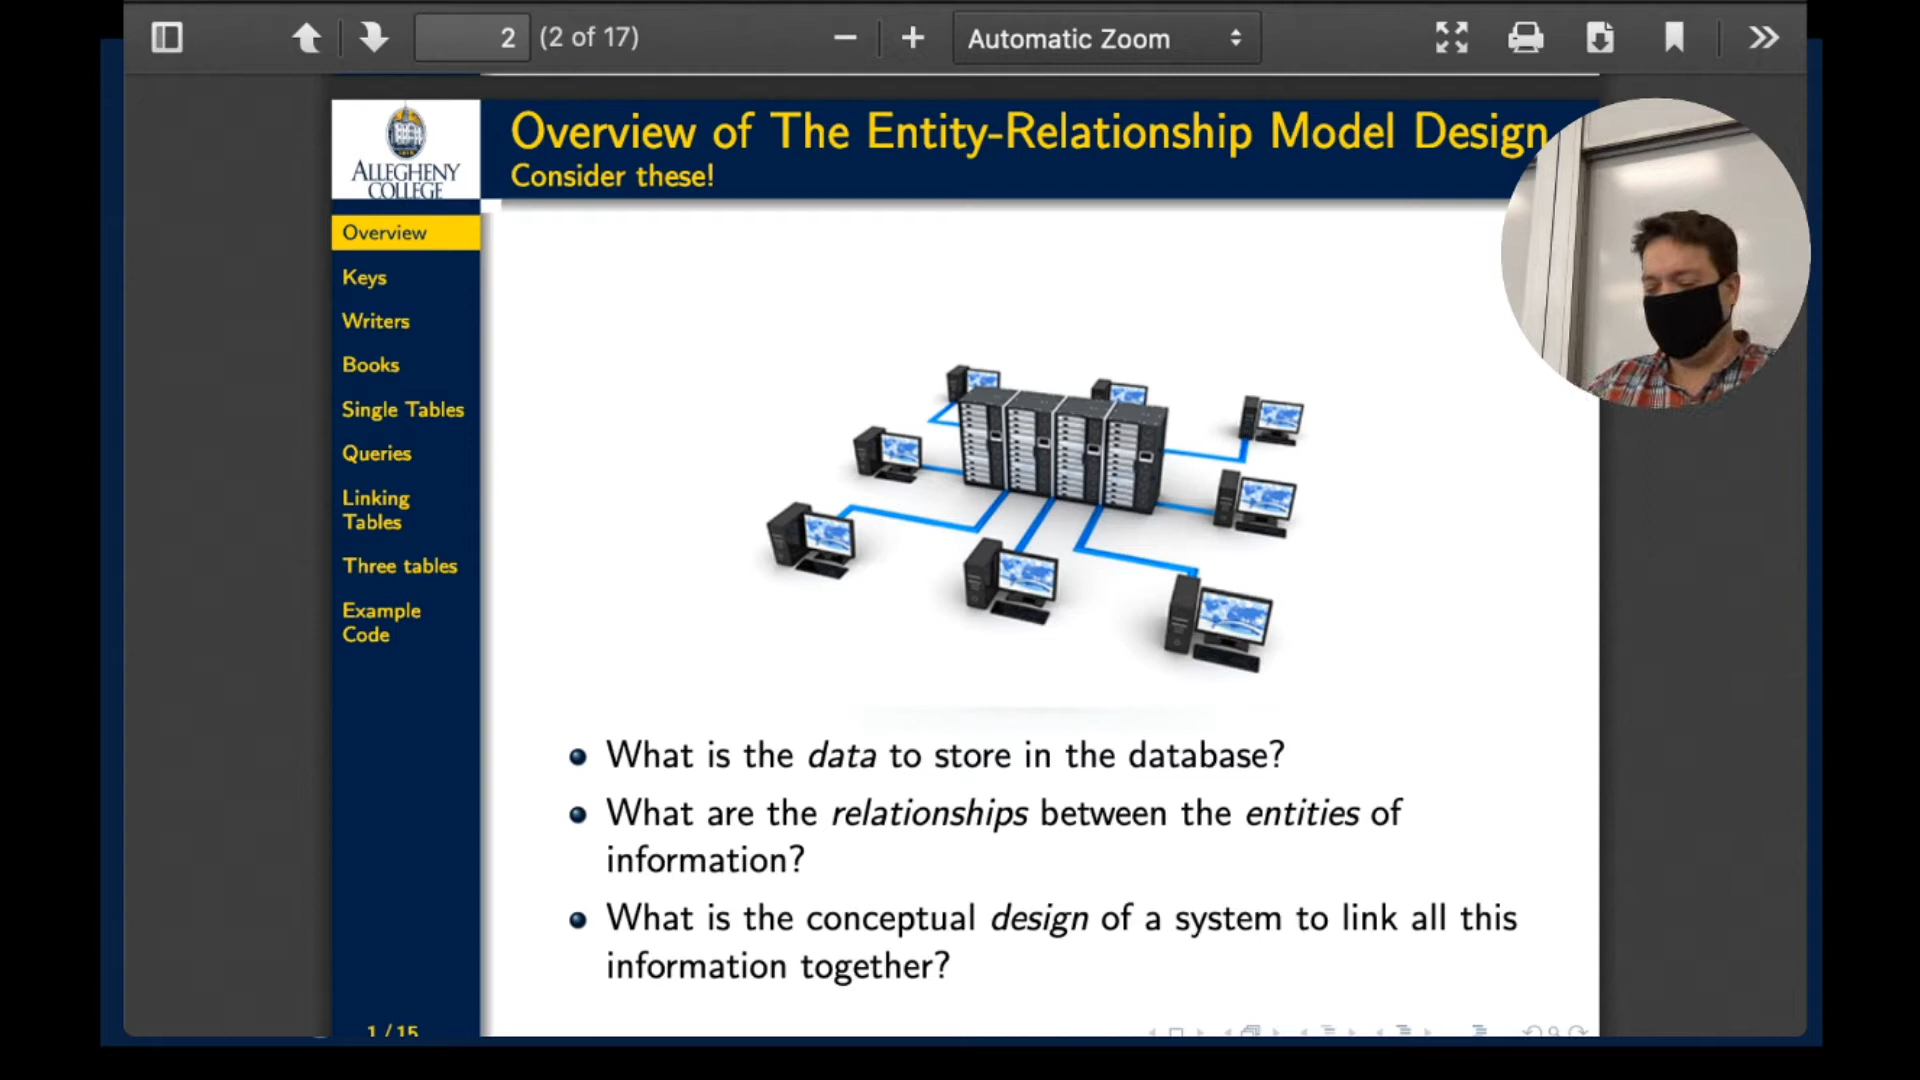 2 (2 of 17)
Automatic Zoom
ALLEGHENY
COLLEGE
Overview of The Entity-Relationship Model Design
Consider these!
Overview
Keys
Writers
Books
Single Tables
Queries
Linking
Tables
Three tables
Example
Code
What is the data to store in the database?
What are the relationships between the entities of
information?
What is the conceptual design of a system to link all this
information together?
1 / 15